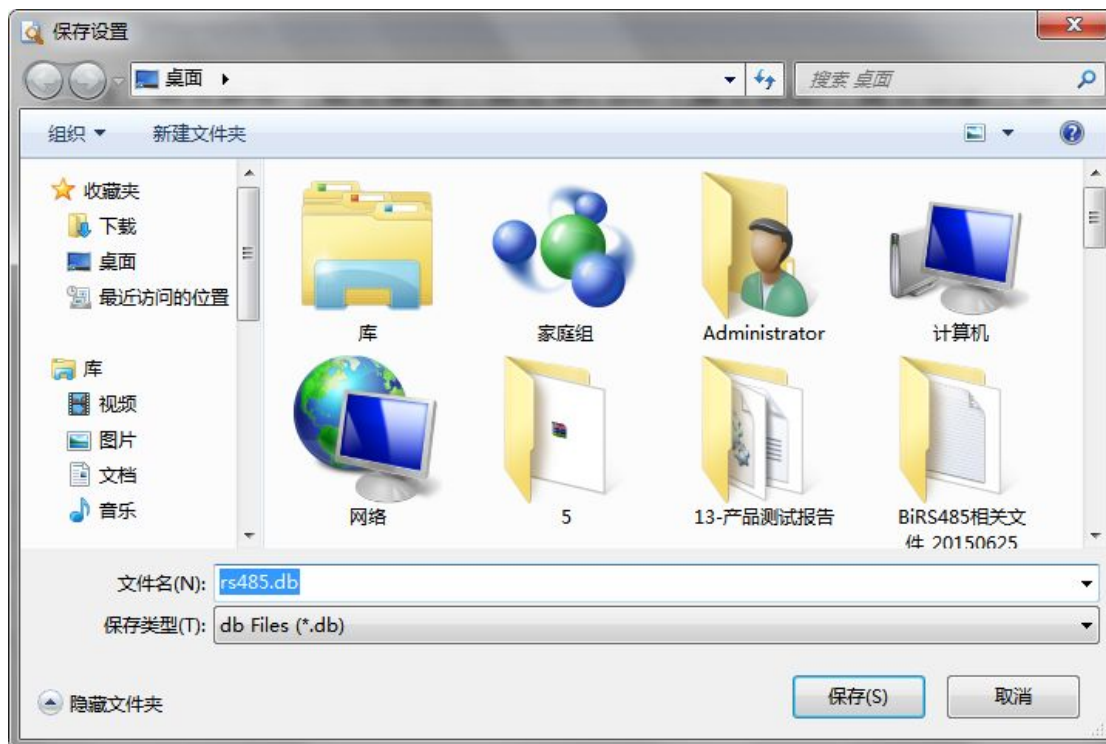 保存设置
桌面
搜索 桌面
组织
新建文件夹
收藏夹
下载
桌面
最近访问的位置
库
视频
图片
文档
音乐
库
家庭组
Administrator
计算机
网络
5
13-产品测试报告
BiRS485相关文
件 20150625
文件名(N):
rs485.db
保存类型(T):
db Files (*.db)
隐藏文件夹
保存(S)
取消